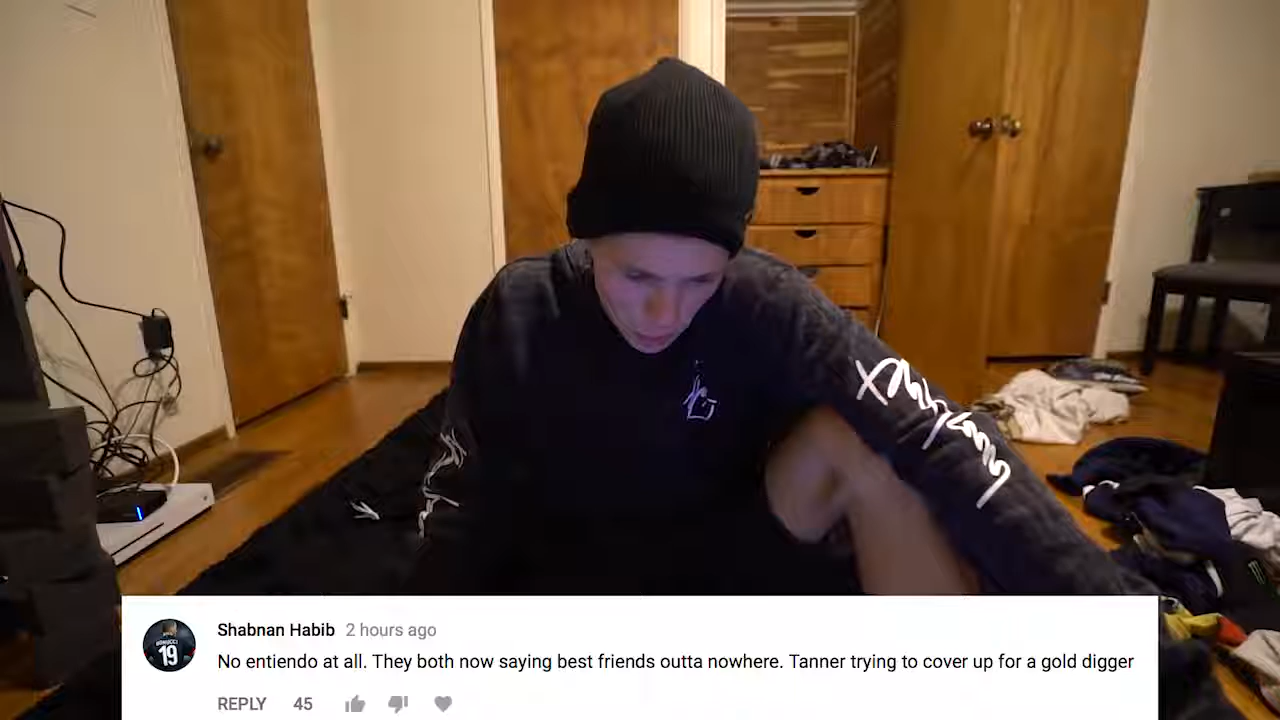 Shabnan Habib 2 hours ago
No entiendo at all. They both now saying best friends outta nowhere. Tanner trying to cover up for a gold digger
REPLY 45
19